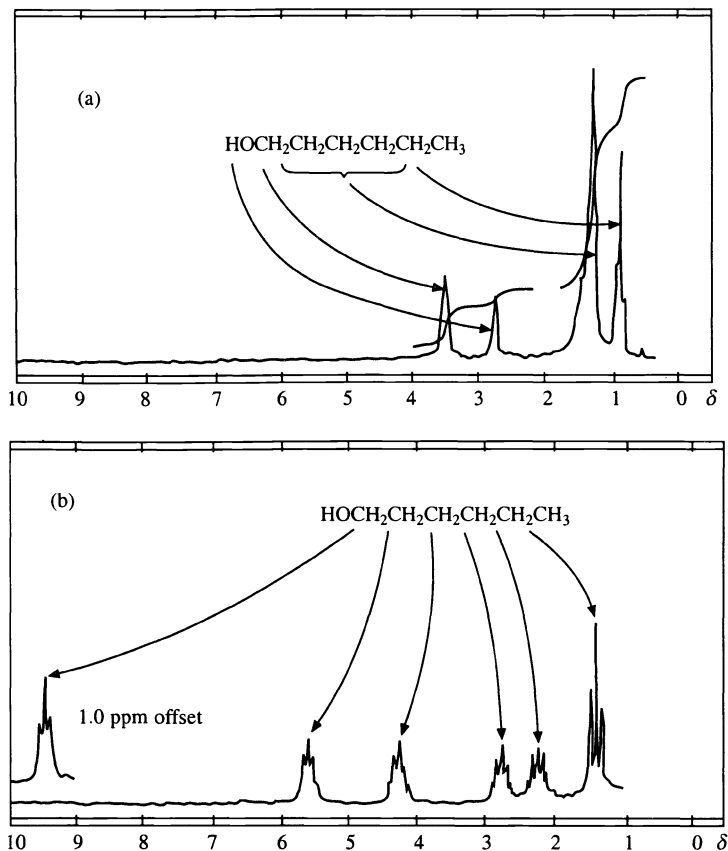 (a)
HOCH₂CH₂CH₂CH₂CH₂CH₃
10 9 8 7 6 5 4 3 2 1 0 δ
(b)
HOCH₂CH₂CH₂CH₂CH₂CH₃
1.0 ppm offset
10 9 8 7 6 5 4 3 2 1 0 δ